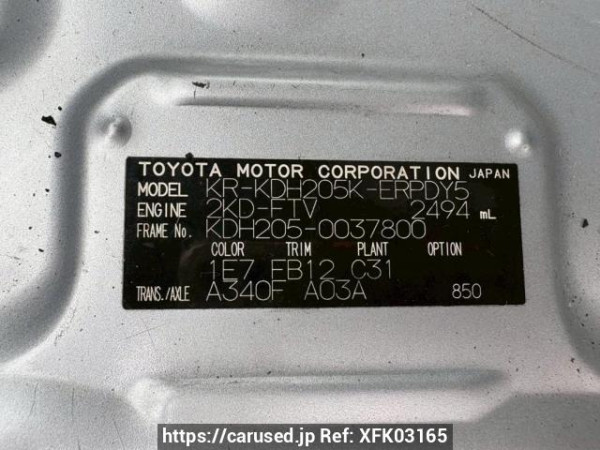 TOYOTA MOTOR CORPORATION JAPAN
MODEL KR-KDH205K-ERPDY5
ENGINE 2KD-FTV 2494 mL
FRAME No. KDH205-0037800
COLOR TRIM PLANT OPTION
1E7 FB12 C31
TRANS./AXLE A340F A03A 850
https://carused.jp Ref: XFK03165